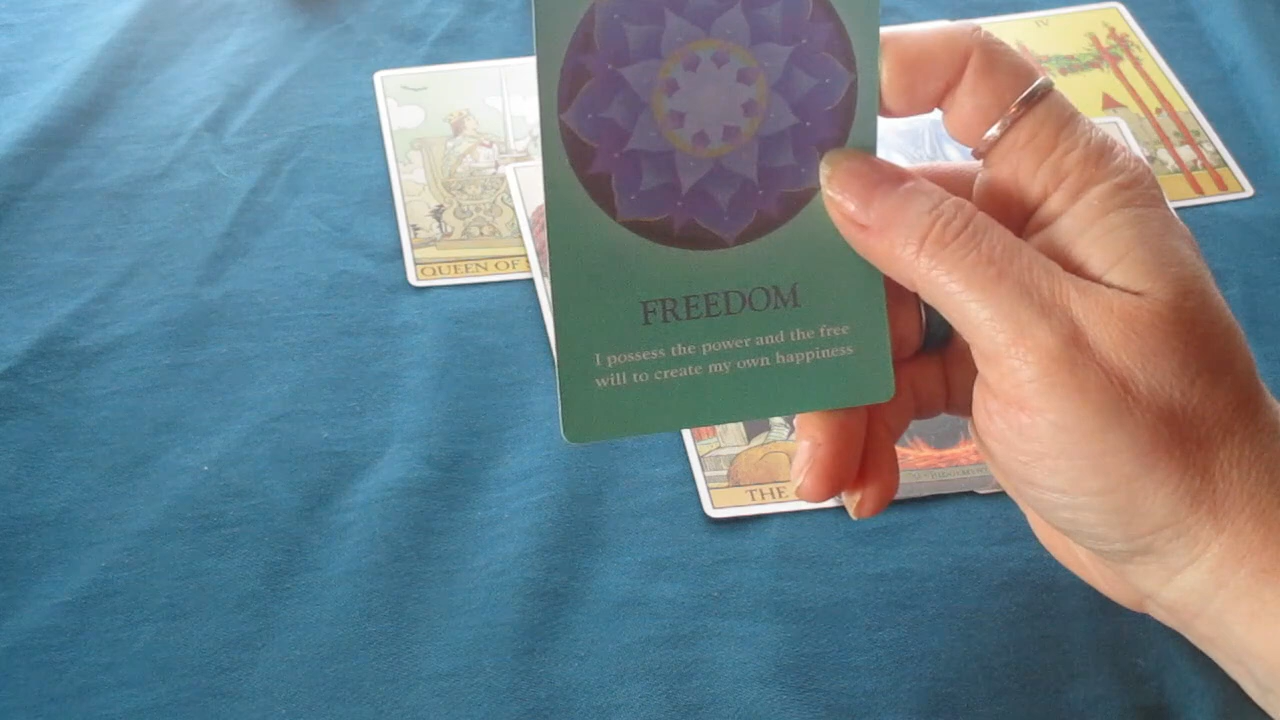 IV
QUEEN OF
FREEDOM
I possess the power and the free
will to create my own happiness
THE